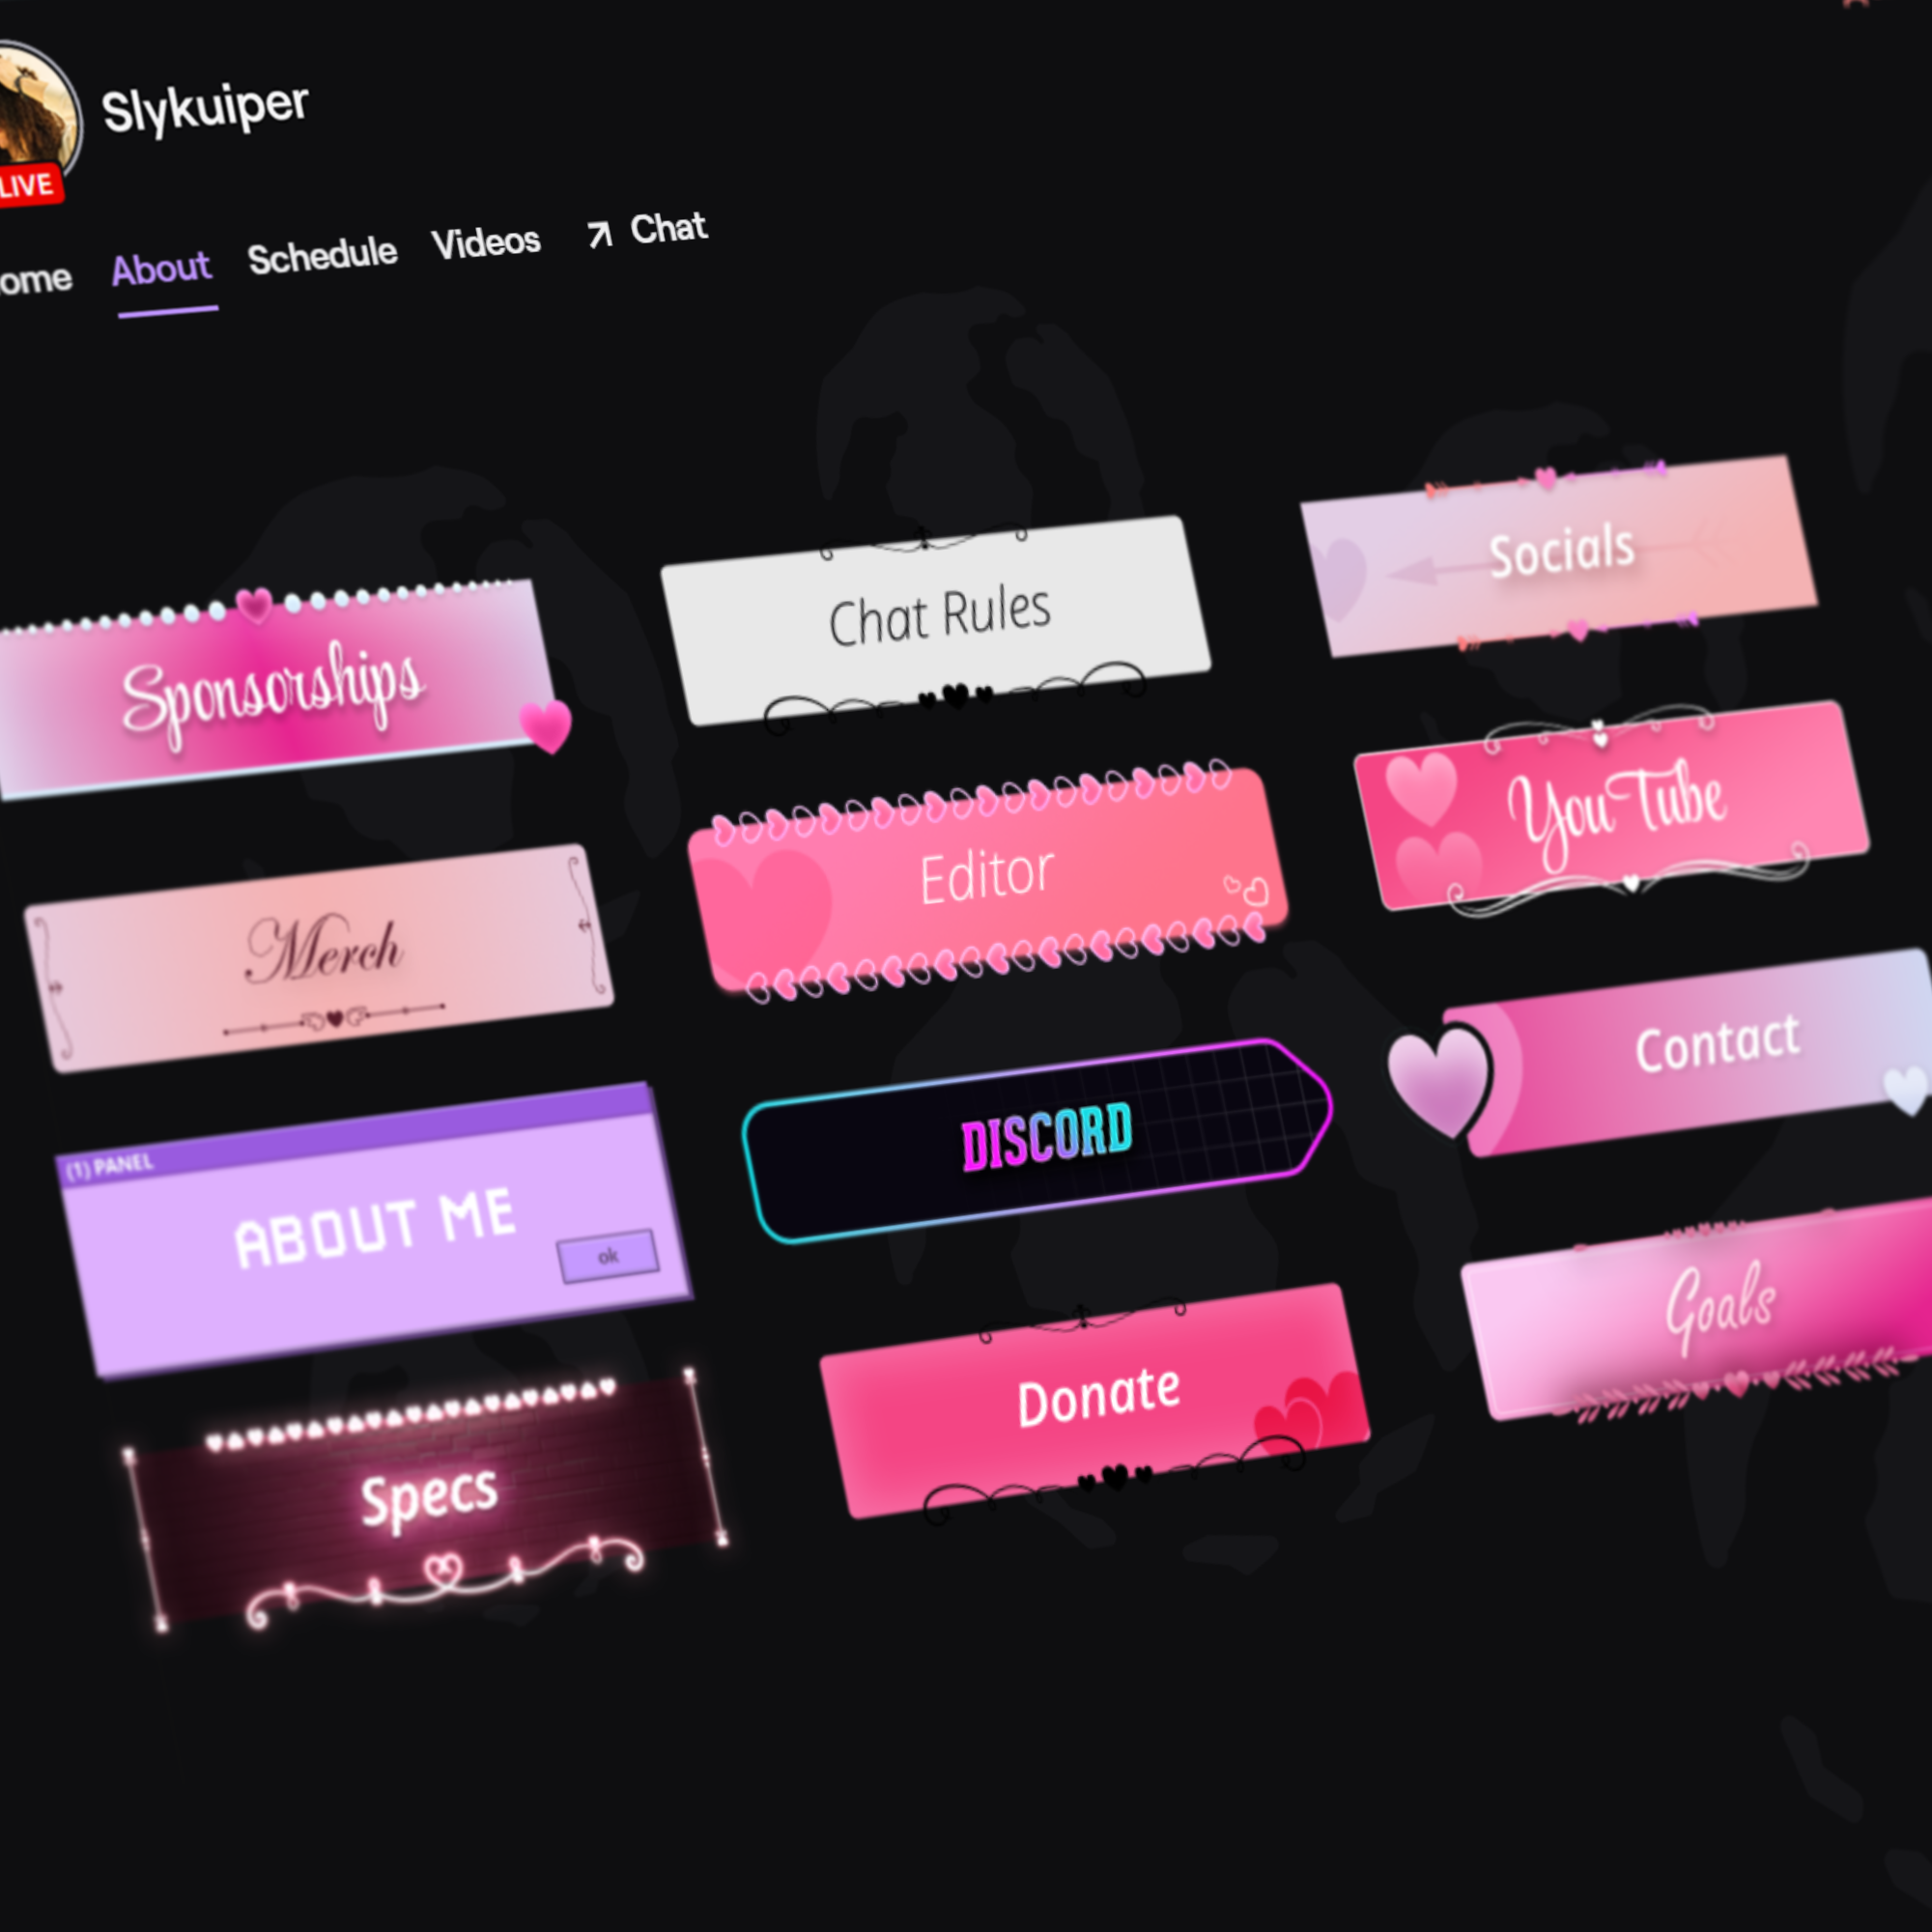 Slykuiper
LIVE
ome About Schedule Videos Chat
Sponsorships
Chat Rules
Socials
Merch
Editor
YouTube
(1) PANEL
ABOUT ME
ok
DISCORD
Contact
Specs
Donate
Goals